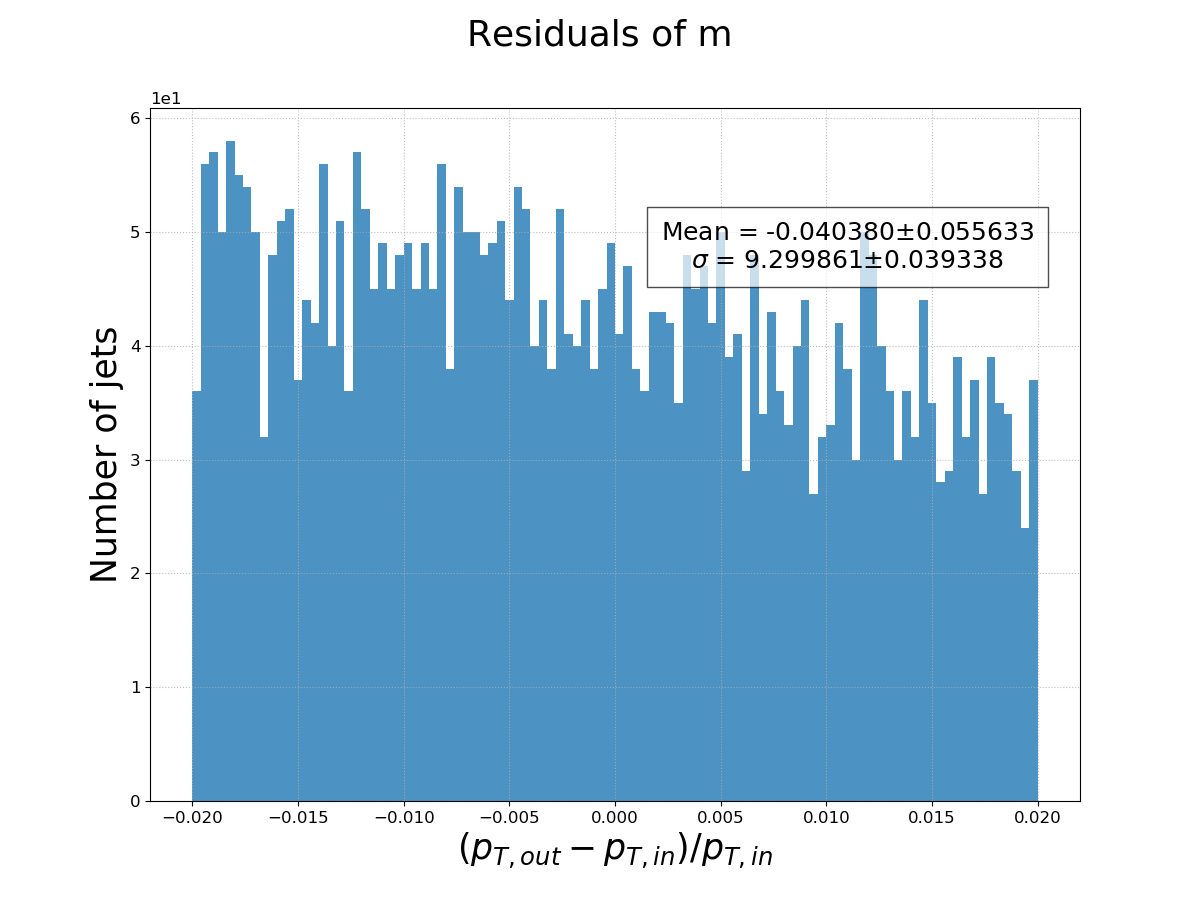 Residuals of m
1e1
6
5
4
3
2
1
0
Number of jets
Mean = -0.040380±0.055633
σ = 9.299861±0.039338
−0.020 −0.015 −0.010 −0.005 0.000 0.005 0.010 0.015 0.020
(p_{T,out} − p_{T,in})/p_{T,in}